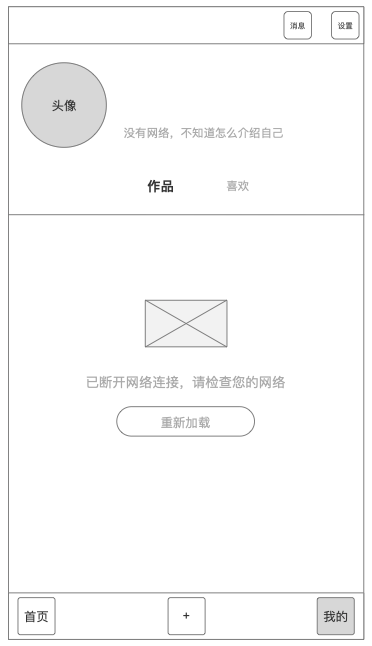 消息
设置
头像
没有网络，不知道怎么介绍自己
作品
喜欢
已断开网络连接，请检查您的网络
重新加载
首页
+
我的